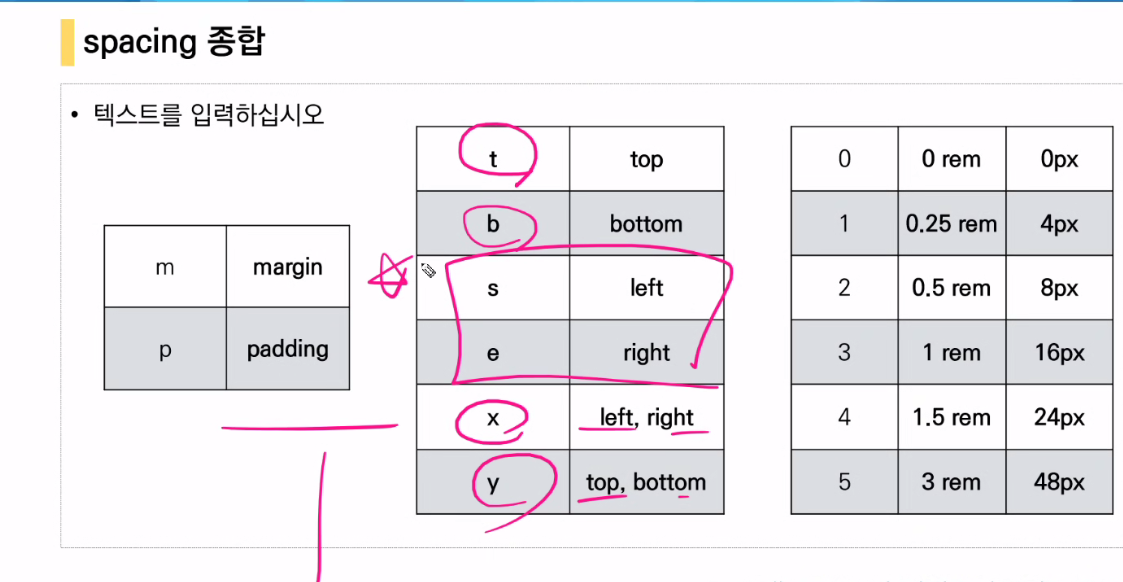 spacing 종합
• 텍스트를 입력하십시오
m margin
p padding
t top
b bottom
s left
e right
x left, right
y top, bottom
0 0 rem 0px
1 0.25 rem 4px
2 0.5 rem 8px
3 1 rem 16px
4 1.5 rem 24px
5 3 rem 48px